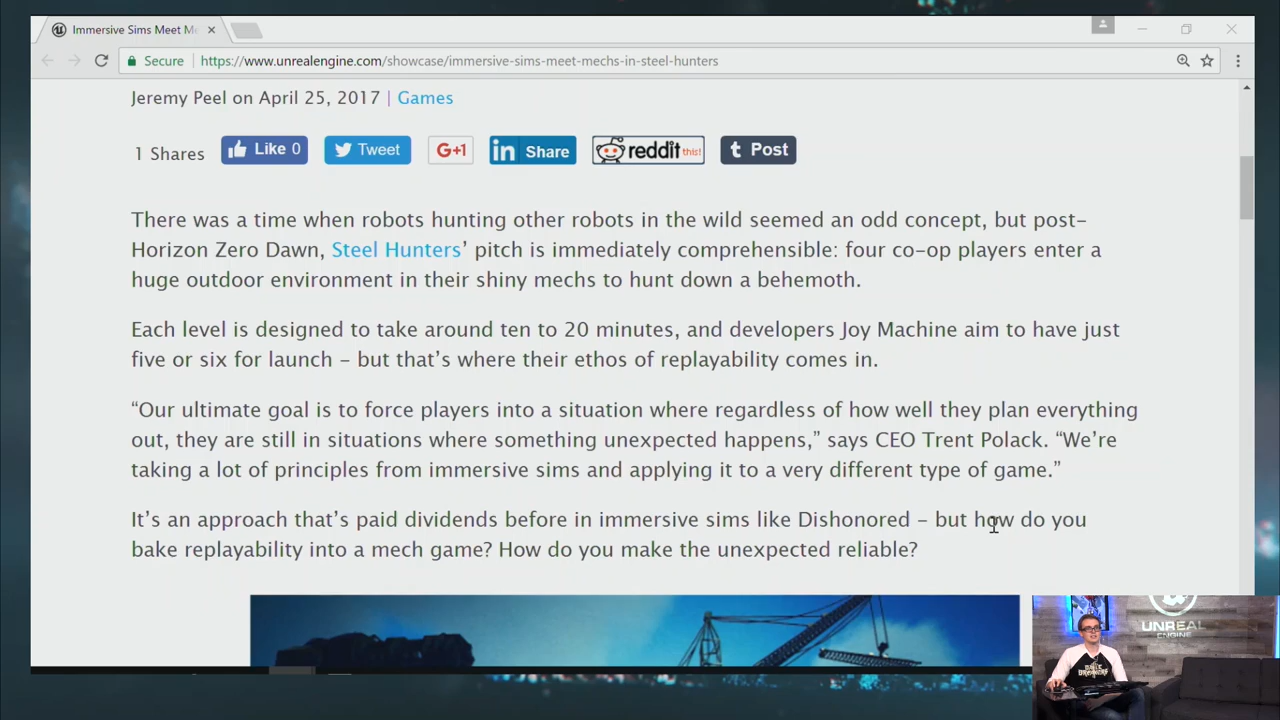 Immersive Sims Meet Me
Secure
https://www.unrealengine.com/showcase/immersive-sims-meet-mechs-in-steel-hunters
Jeremy Peel on April 25, 2017 | Games
1 Shares
Like 0
Tweet
G+1
in Share
reddit this!
t Post
There was a time when robots hunting other robots in the wild seemed an odd concept, but post-
Horizon Zero Dawn, Steel Hunters’ pitch is immediately comprehensible: four co-op players enter a
huge outdoor environment in their shiny mechs to hunt down a behemoth.
Each level is designed to take around ten to 20 minutes, and developers Joy Machine aim to have just
five or six for launch – but that’s where their ethos of replayability comes in.
“Our ultimate goal is to force players into a situation where regardless of how well they plan everything
out, they are still in situations where something unexpected happens,” says CEO Trent Polack. “We’re
taking a lot of principles from immersive sims and applying it to a very different type of game.”
It’s an approach that’s paid dividends before in immersive sims like Dishonored – but how do you
bake replayability into a mech game? How do you make the unexpected reliable?
UNREAL
ENGINE